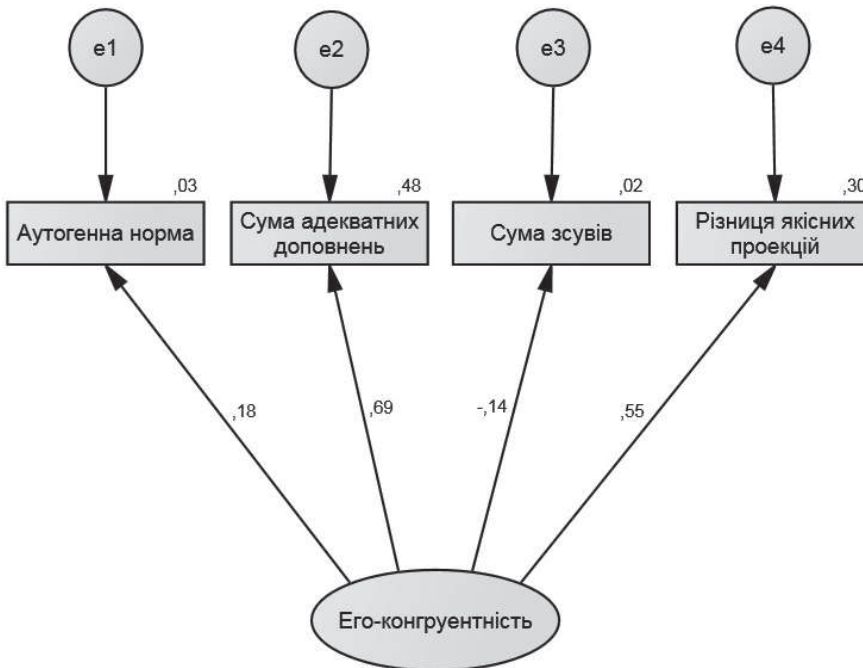 e1
e2
e3
e4
,03
,48
,02
,30
Аутогенна норма
Сума адекватних
доповнень
Сума зсувів
Різниця якісних
проекцій
,18
,69
-,14
,55
Его-конгруентність